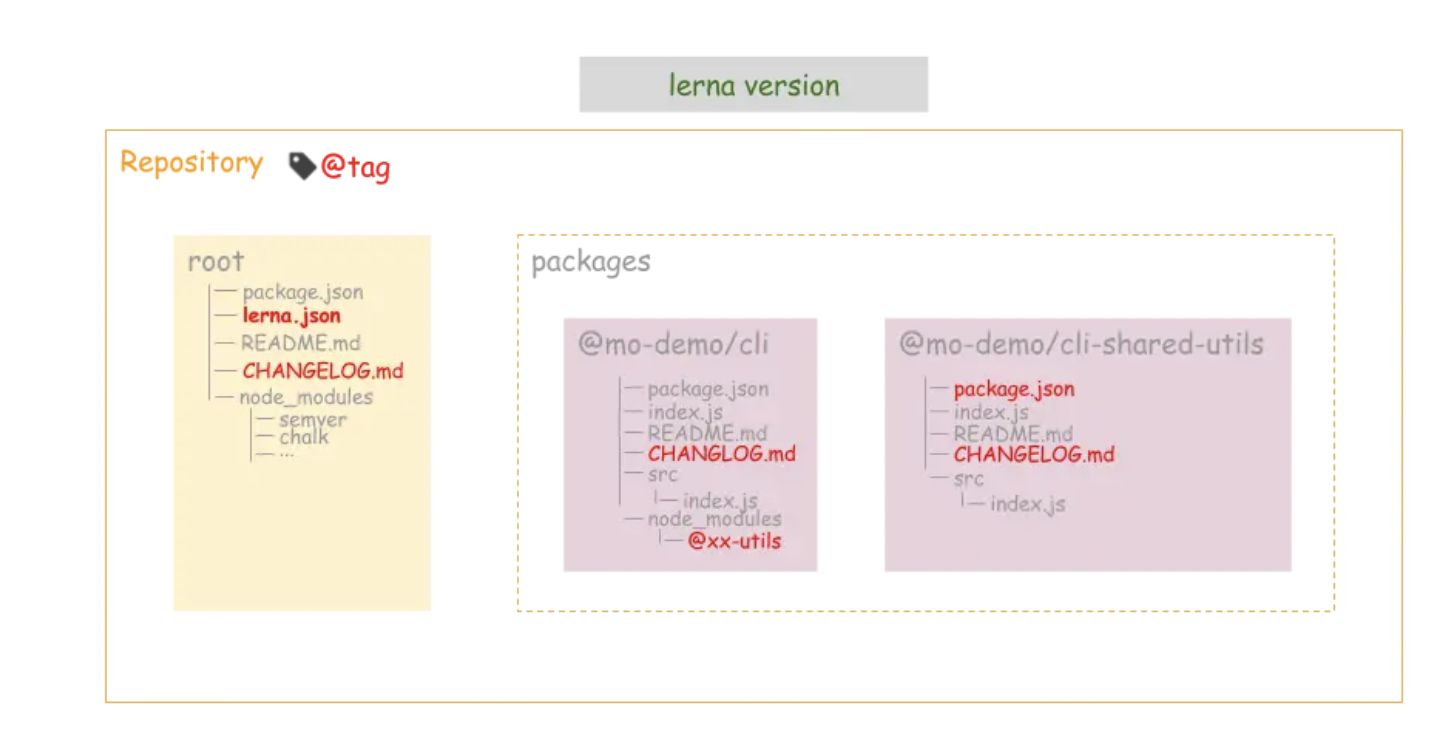 lerna version
Repository @tag
root
package.json
lerna.json
README.md
CHANGELOG.md
node_modules
semver
chalk
...
packages
@mo-demo/cli
package.json
index.js
README.md
CHANGLOG.md
src
index.js
node_modules
@xx-utils
@mo-demo/cli-shared-utils
package.json
index.js
README.md
CHANGELOG.md
src
index.js